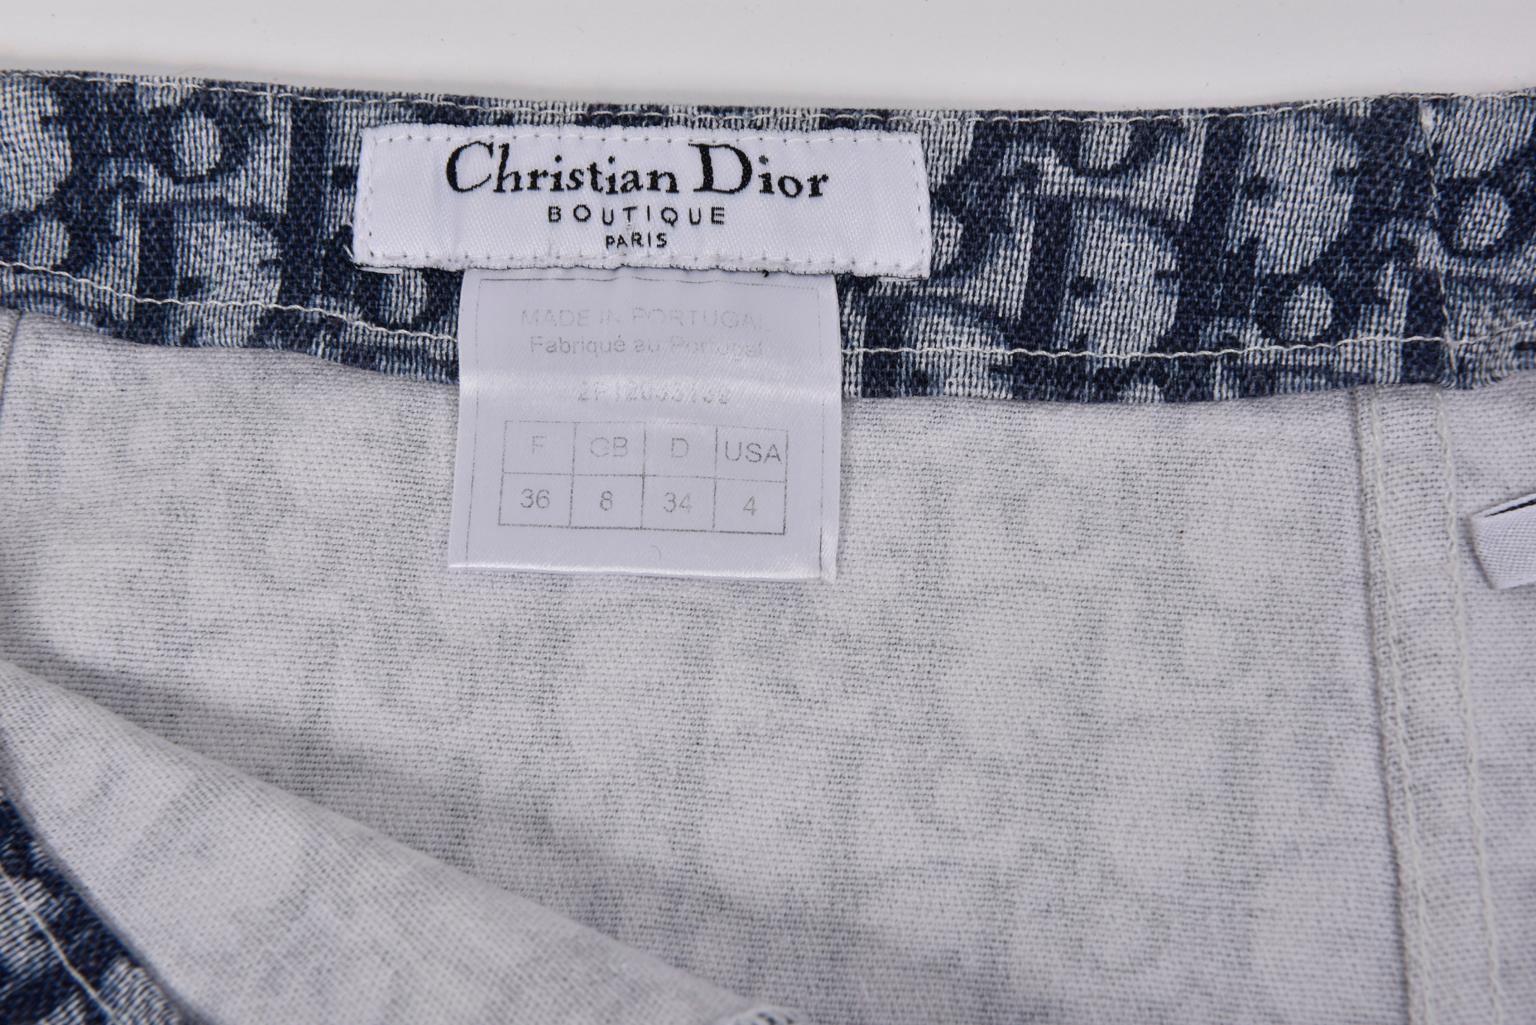 Christian Dior
BOUTIQUE
PARIS
MADE IN PORTUGAL
Fabriqué au Portugal
F GB D USA
36 8 34 4